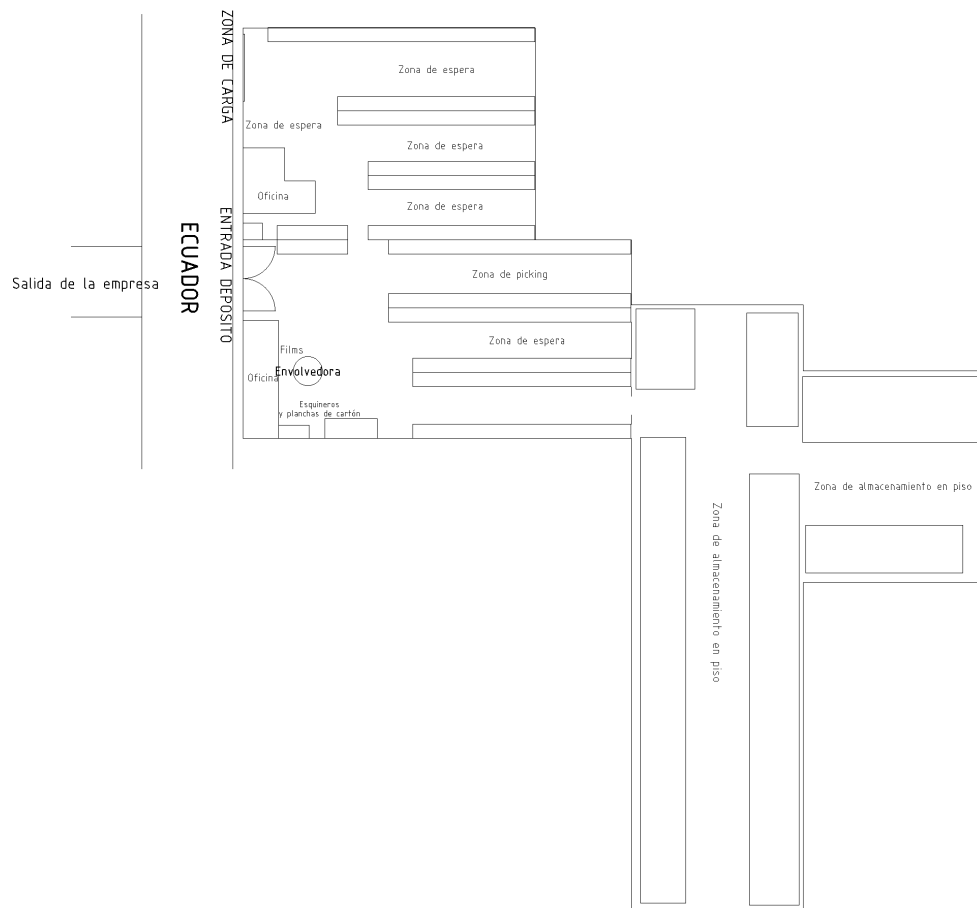 ZONA DE CARGA
Zona de espera
Zona de espera
Zona de espera
Oficina
Zona de espera
ENTRADA DEPOSITO
ECUADOR
Salida de la empresa
Zona de picking
Zona de espera
Films
Envolvedora
Oficina
Esquineros
y planchas de cartón
Zona de almacenamiento en piso
Zona de almacenamiento en piso